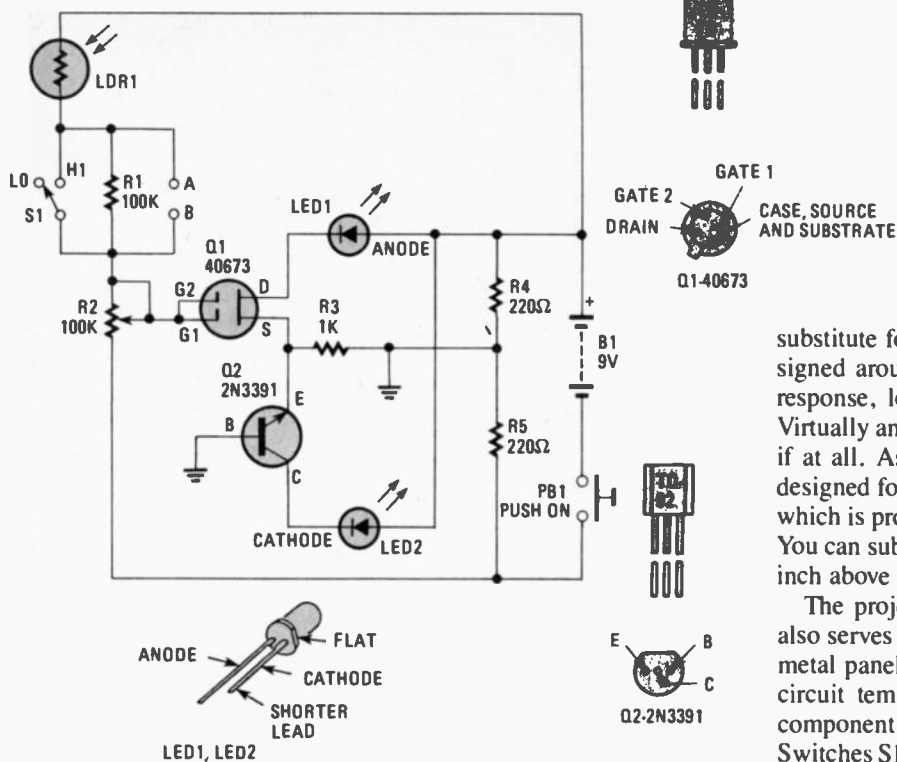 LDR1
LO
H1
S1
R1
100K
A
B
LED1
ANODE
Q1
40673
G2
G1
D
S
R2
100K
R3
1K
R4
220Ω
+
B1
9V
Q2
2N3391
B
E
C
R5
220Ω
PB1
PUSH ON
CATHODE
LED2
ANODE
FLAT
CATHODE
SHORTER
LEAD
LED1, LED2
GATE 1
GATE 2
DRAIN
CASE, SOURCE
AND SUBSTRATE
Q1-40673
E
B
C
Q2-2N3391
substitute fo
signed arou
response, l
Virtually an
if at all. As
designed fo
which is pro
You can sub
inch above
The proj
also serves
metal panel
circuit tem
component
Switches S1